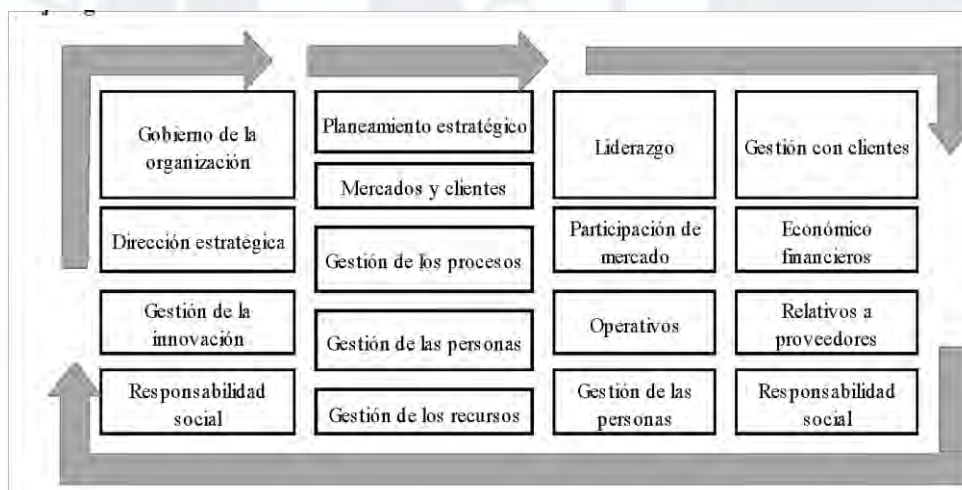 Gobierno de la
organización
Dirección estratégica
Gestión de la
innovación
Responsabilidad
social
Planeamiento estratégico
Mercados y clientes
Gestión de los procesos
Gestión de las personas
Gestión de los recursos
Liderazgo
Participación de
mercado
Operativos
Gestión de las
personas
Gestión con clientes
Económico
financieros
Relativos a
proveedores
Responsabilidad
social